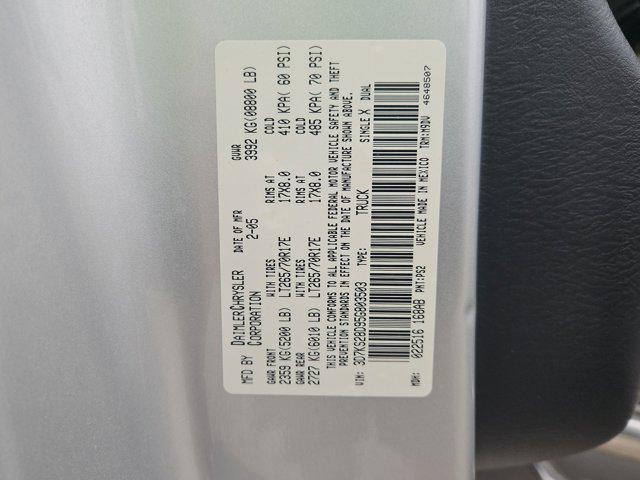 MFD BY DAIMLERCHRYSLER CORPORATION DATE OF MFR 2-05 GVWR 3992 KG(08800 LB)
GAWR FRONT WITH TIRES RIMS AT COLD
2359 KG(5200 LB) LT265/70R17E 17X8.0 410 KPA( 60 PSI)
GAWR REAR WITH TIRES RIMS AT COLD
2727 KG(6010 LB) LT265/70R17E 17X8.0 485 KPA( 70 PSI)
THIS VEHICLE CONFORMS TO ALL APPLICABLE FEDERAL MOTOR VEHICLE SAFETY AND THEFT
PREVENTION STANDARDS IN EFFECT ON THE DATE OF MANUFACTURE SHOWN ABOVE.
VIN: 3D7KS28D95G803503 TYPE: TRUCK SINGLE X DUAL
MDH: 022516 168AB PNT:PS2 VEHICLE MADE IN MEXICO TRM:M9DV
4648507